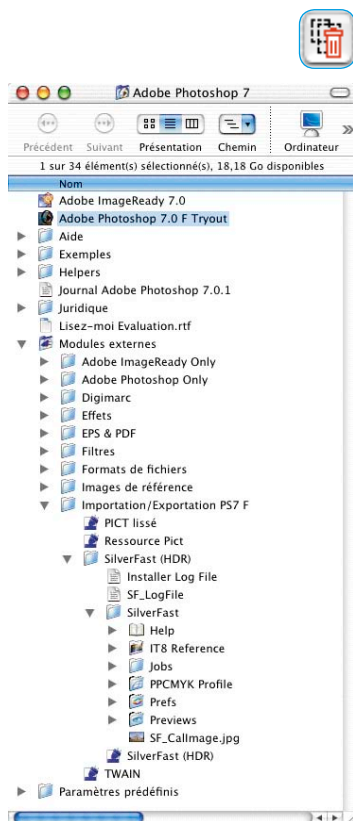 Adobe Photoshop 7
Précédent Suivant Présentation Chemin Ordinateur
1 sur 34 élément(s) sélectionné(s), 18,18 Go disponibles
Nom
Adobe ImageReady 7.0
Adobe Photoshop 7.0 F Tryout
Aide
Exemples
Helpers
Journal Adobe Photoshop 7.0.1
Juridique
Lisez-moi Evaluation.rtf
Modules externes
Adobe ImageReady Only
Adobe Photoshop Only
Digimarc
Effets
EPS & PDF
Filtres
Formats de fichiers
Images de référence
Importation/Exportation PS7 F
PICT lissé
Ressource Pict
SilverFast (HDR)
Installer Log File
SF_LogFile
SilverFast
Help
IT8 Reference
Jobs
PPCMYK Profile
Prefs
Previews
SF_CalImage.jpg
SilverFast (HDR)
TWAIN
Paramètres prédéfinis